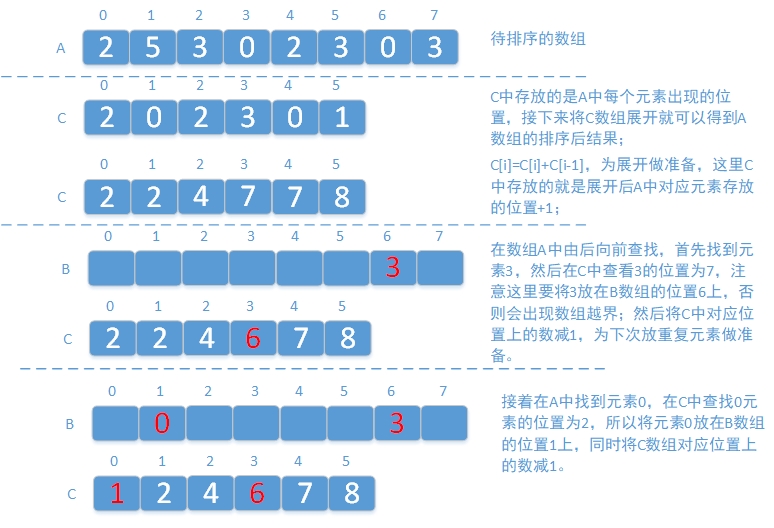 0 1 2 3 4 5 6 7
A 2 5 3 0 2 3 0 3
待排序的数组
0 1 2 3 4 5
C 2 0 2 3 0 1
C中存放的是A中每个元素出现的位
置，接下来将C数组展开就可以得到A
数组的排序后结果；
0 1 2 3 4 5
C 2 2 4 7 7 8
C[i]=C[i]+C[i-1]，为展开做准备，这里C
中存放的就是展开后A中对应元素存放
的位置+1；
0 1 2 3 4 5 6 7
B 3
在数组A中由后向前查找，首先找到元
素3，然后在C中查看3的位置为7，注
意这里要将3放在B数组的位置6上，否
则会出现数组越界；然后将C中对应位
置上的数减1，为下次放重复元素做准
备。
0 1 2 3 4 5
C 2 2 4 6 7 8
0 1 2 3 4 5 6 7
B 0 3
接着在A中找到元素0，在C中查找0元
素的位置为2，所以将元素0放在B数组
的位置1上，同时将C数组对应位置上
的数减1。
0 1 2 3 4 5
C 1 2 4 6 7 8